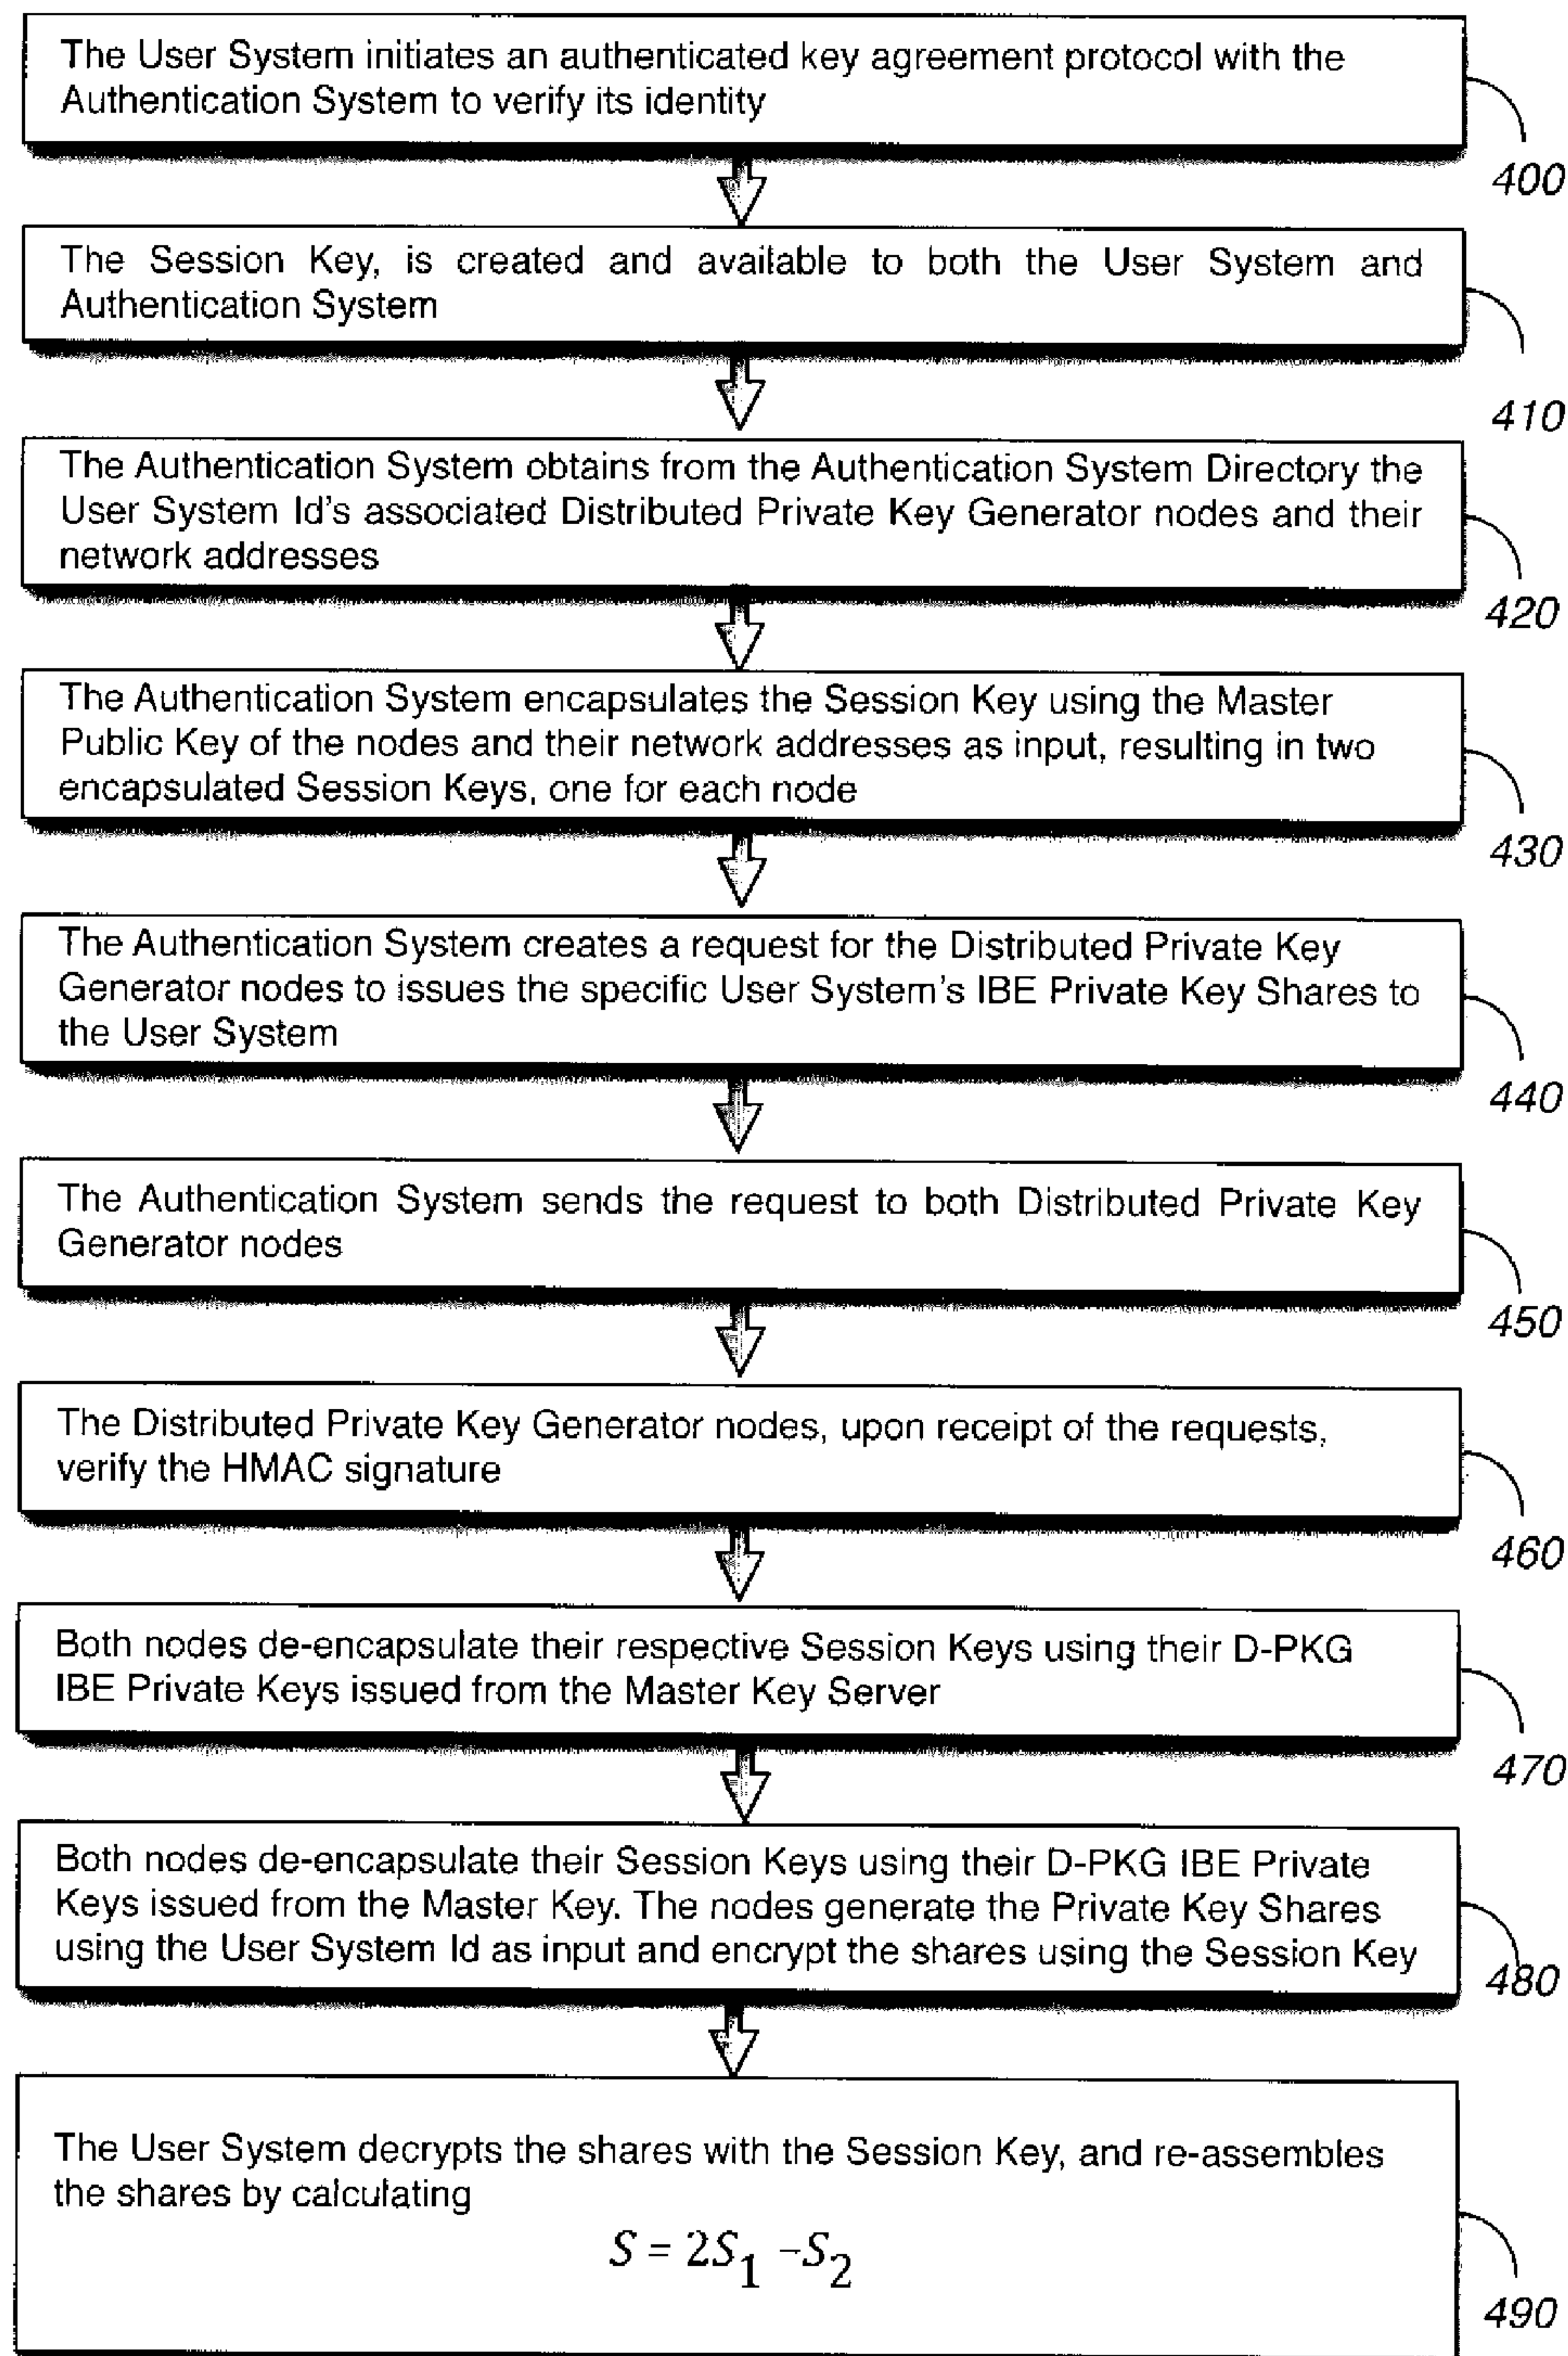 The User System initiates an authenticated key agreement protocol with the
Authentication System to verify its identity
400
The Session Key, is created and available to both the User System and
Authentication System
410
The Authentication System obtains from the Authentication System Directory the
User System Id's associated Distributed Private Key Generator nodes and their
network addresses
420
The Authentication System encapsulates the Session Key using the Master
Public Key of the nodes and their network addresses as input, resulting in two
encapsulated Session Keys, one for each node
430
The Authentication System creates a request for the Distributed Private Key
Generator nodes to issues the specific User System's IBE Private Key Shares to
the User System
440
The Authentication System sends the request to both Distributed Private Key
Generator nodes
450
The Distributed Private Key Generator nodes, upon receipt of the requests,
verify the HMAC signature
460
Both nodes de-encapsulate their respective Session Keys using their D-PKG
IBE Private Keys issued from the Master Key Server
470
Both nodes de-encapsulate their Session Keys using their D-PKG IBE Private
Keys issued from the Master Key. The nodes generate the Private Key Shares
using the User System Id as input and encrypt the shares using the Session Key
480
The User System decrypts the shares with the Session Key, and re-assembles
the shares by calculating
S = 2S₁ −S₂
490